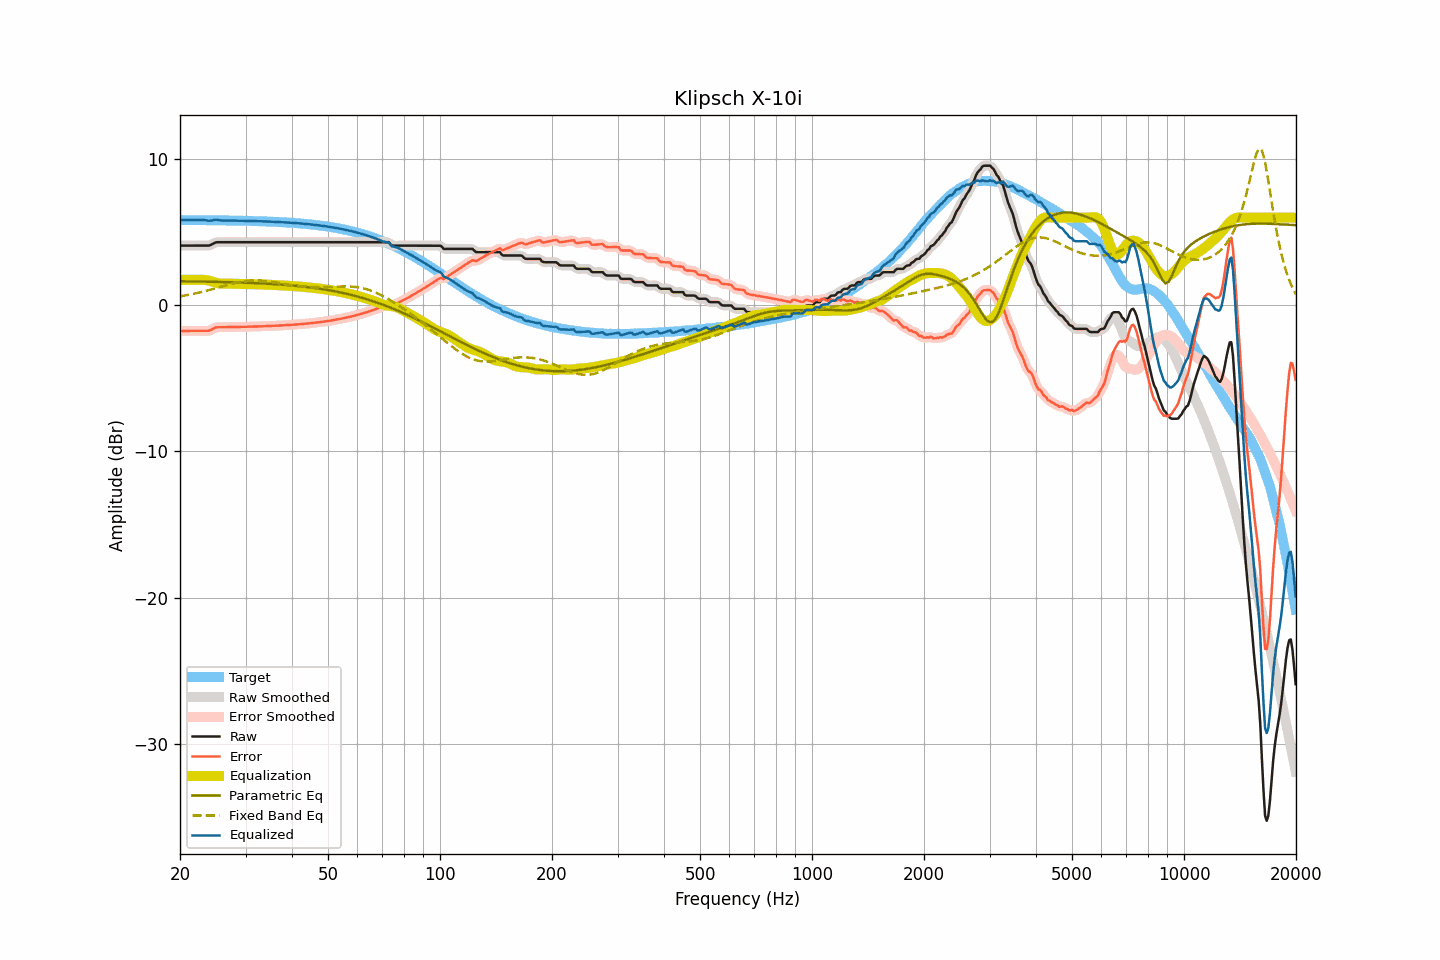 Klipsch X-10i
10
0
−10
−20
−30
Amplitude (dBr)
Target
Raw Smoothed
Error Smoothed
Raw
Error
Equalization
Parametric Eq
Fixed Band Eq
Equalized
20 50 100 200 500 1000 2000 5000 10000 20000
Frequency (Hz)